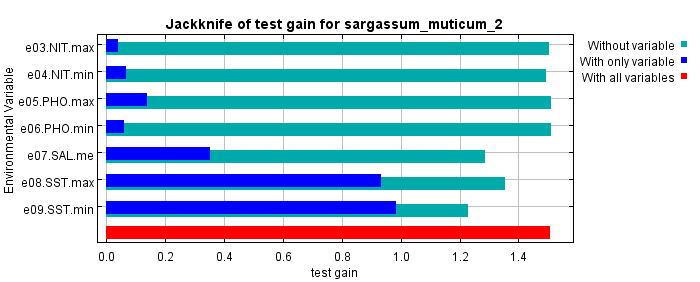 Jackknife of test gain for sargassum_muticum_2
Environmental Variable
e03.NIT.max
e04.NIT.min
e05.PHO.max
e06.PHO.min
e07.SAL.me
e08.SST.max
e09.SST.min
0.0 0.2 0.4 0.6 0.8 1.0 1.2 1.4
test gain
Without variable
With only variable
With all variables